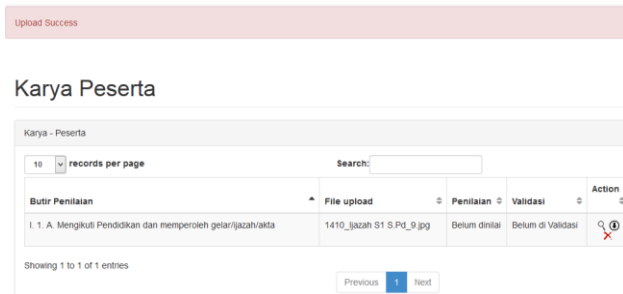 Upload Success
Karya Peserta
Karya - Peserta
10 records per page Search:
Butir Penilaian File upload Penilaian Validasi Action
I. 1. A. Mengikuti Pendidikan dan memperoleh gelar/ijazah/akta 1410_Ijazah S1 S.Pd_9.jpg Belum dinilai Belum di Validasi
Showing 1 to 1 of 1 entries
Previous 1 Next